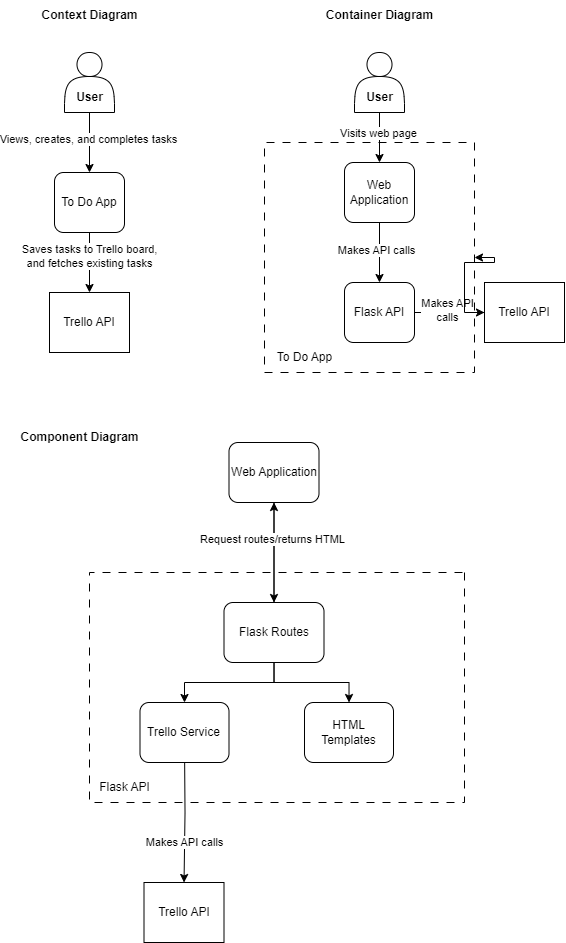 Context Diagram
User
Views, creates, and completes tasks
To Do App
Saves tasks to Trello board,
and fetches existing tasks
Trello API
Container Diagram
User
Visits web page
Web
Application
Makes API calls
Flask API
Makes API
calls
Trello API
To Do App
Component Diagram
Web Application
Request routes/returns HTML
Flask Routes
Trello Service
HTML
Templates
Flask API
Makes API calls
Trello API